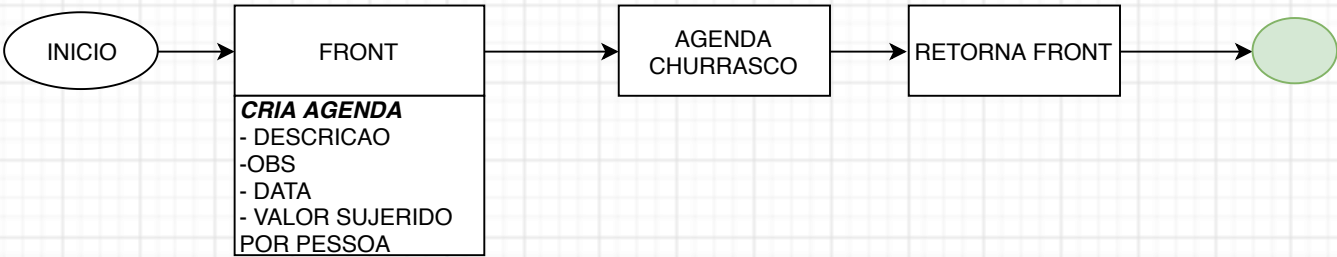 INICIO
FRONT
CRIA AGENDA
- DESCRICAO
-OBS
- DATA
- VALOR SUJERIDO
POR PESSOA
AGENDA
CHURRASCO
RETORNA FRONT